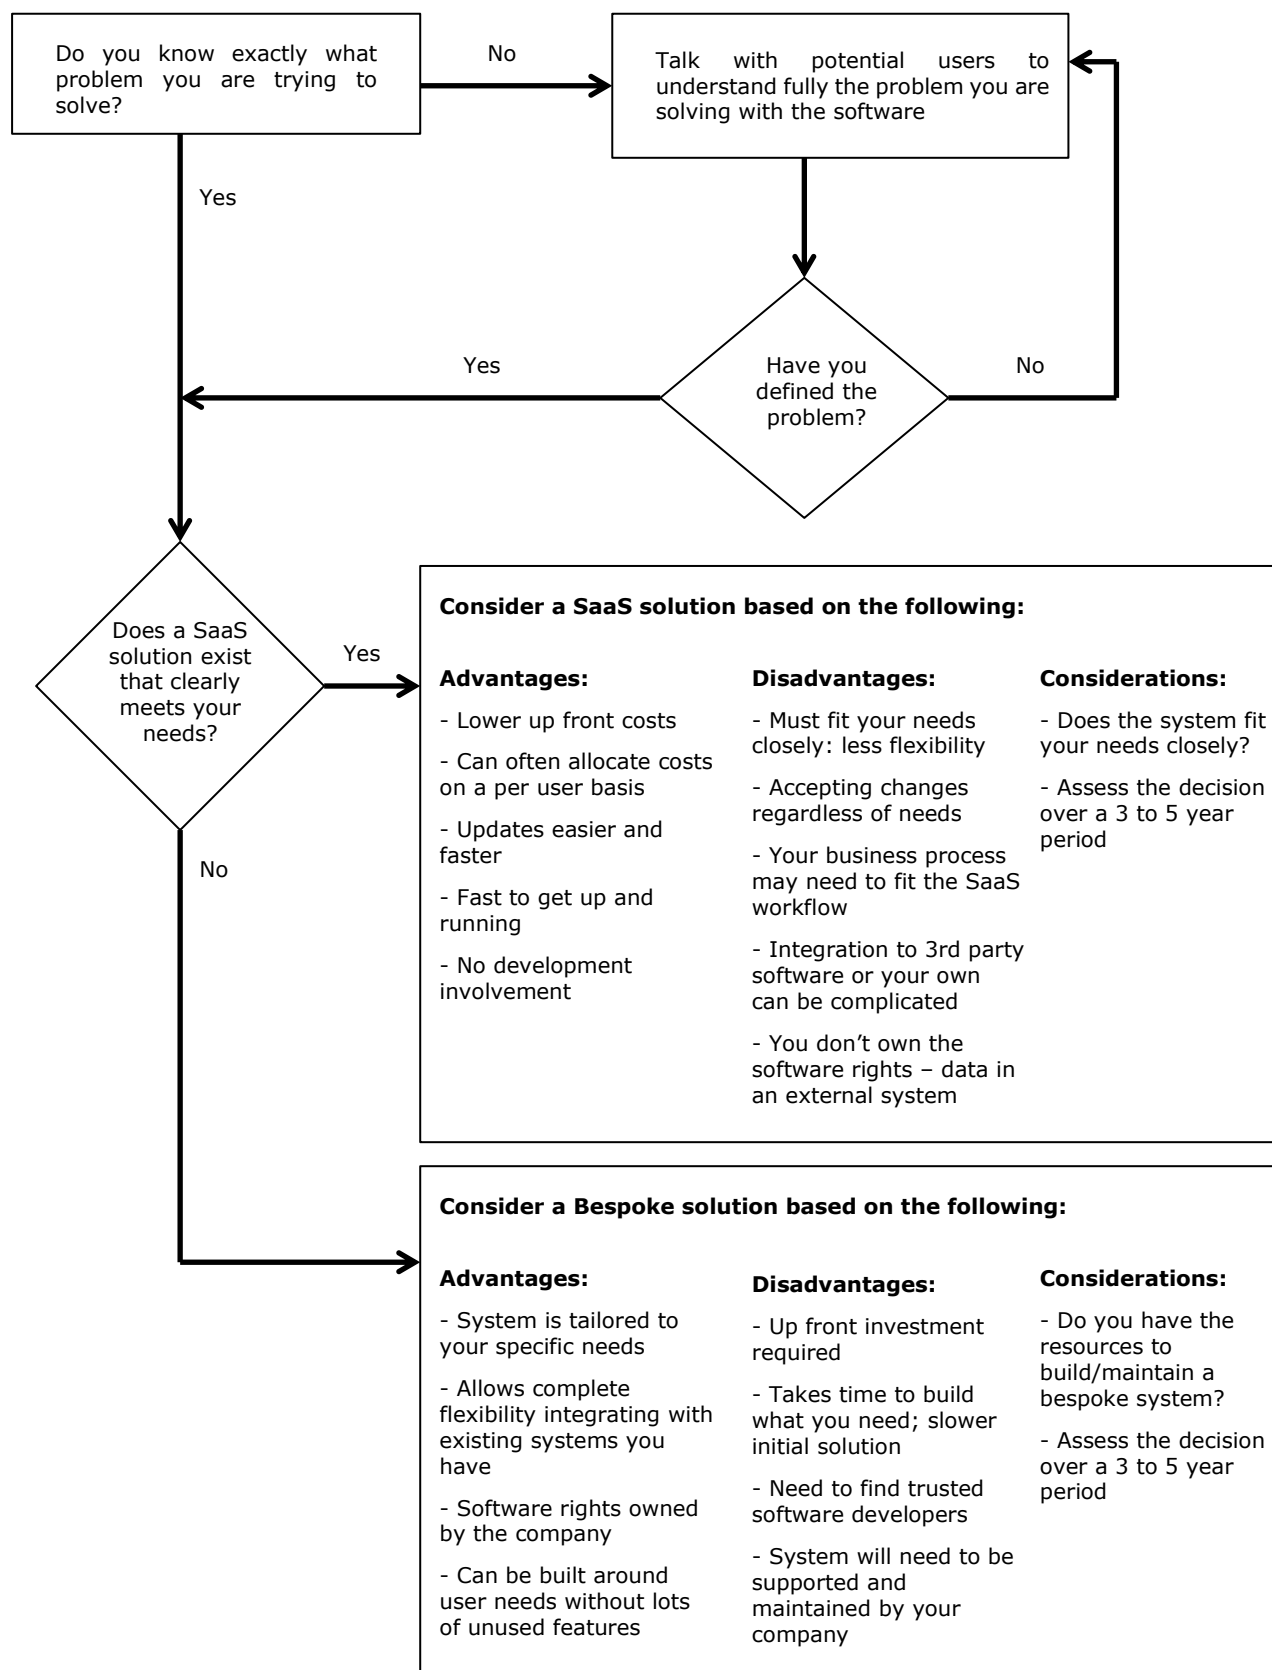 Do you know exactly what
problem you are trying to
solve?
No
Talk with potential users to
understand fully the problem you are
solving with the software
Yes
Have you
defined the
problem?
Yes
No
Does a SaaS
solution exist
that clearly
meets your
needs?
Yes
No
Consider a SaaS solution based on the following:
Advantages:
- Lower up front costs
- Can often allocate costs
on a per user basis
- Updates easier and
faster
- Fast to get up and
running
- No development
involvement
Disadvantages:
- Must fit your needs
closely: less flexibility
- Accepting changes
regardless of needs
- Your business process
may need to fit the SaaS
workflow
- Integration to 3rd party
software or your own
can be complicated
- You don’t own the
software rights – data in
an external system
Considerations:
- Does the system fit
your needs closely?
- Assess the decision
over a 3 to 5 year
period
Consider a Bespoke solution based on the following:
Advantages:
- System is tailored to
your specific needs
- Allows complete
flexibility integrating with
existing systems you
have
- Software rights owned
by the company
- Can be built around
user needs without lots
of unused features
Disadvantages:
- Up front investment
required
- Takes time to build
what you need; slower
initial solution
- Need to find trusted
software developers
- System will need to be
supported and
maintained by your
company
Considerations:
- Do you have the
resources to
build/maintain a
bespoke system?
- Assess the decision
over a 3 to 5 year
period